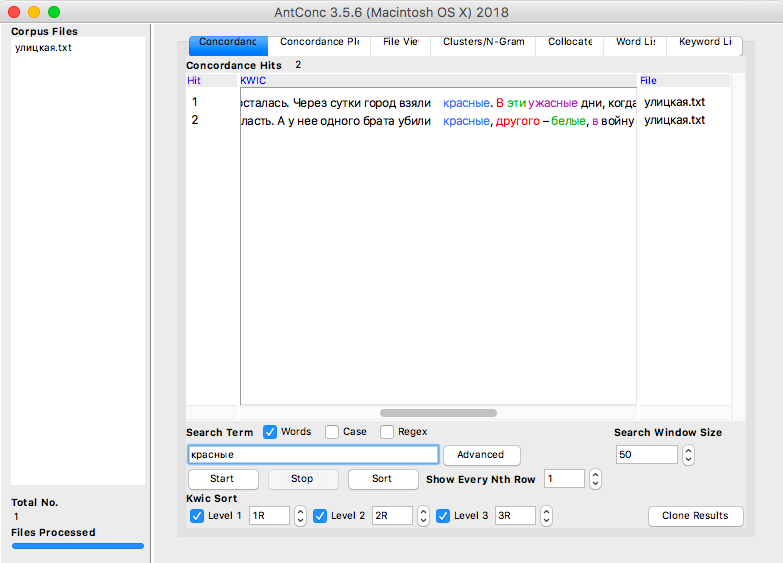 AntConc 3.5.6 (Macintosh OS X) 2018
Corpus Files
улицкая.txt
Total No.
1
Files Processed
Concordanc Concordance Plo File Vie Clusters/N-Gram Collocate Word Lis Keyword Li
Concordance Hits 2
Hit KWIC File
1 осталась. Через сутки город взяли красные. В эти ужасные дни, когда улицкая.txt
2 ласть. А у нее одного брата убили красные, другого – белые, в войну улицкая.txt
Search Term Words Case Regex Search Window Size
красные Advanced 50
Start Stop Sort Show Every Nth Row 1
Kwic Sort
Level 1 1R Level 2 2R Level 3 3R Clone Results